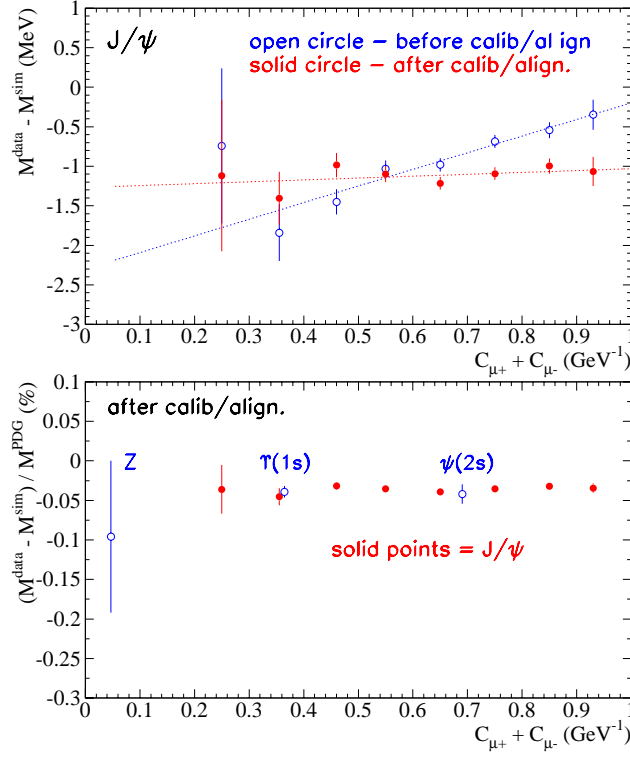 J/ψ
open circle – before calib/al ign
solid circle – after calib/align.
M^data - M^sim (MeV)
1
0.5
0
-0.5
-1
-1.5
-2
-2.5
-3
0 0.1 0.2 0.3 0.4 0.5 0.6 0.7 0.8 0.9 1
C_μ+ + C_μ- (GeV^-1)
after calib/align.
Z
ϒ(1s)
ψ(2s)
solid points = J/ψ
(M^data - M^sim) / M^PDG (%)
0.1
0.05
0
-0.05
-0.1
-0.15
-0.2
-0.25
-0.3
0 0.1 0.2 0.3 0.4 0.5 0.6 0.7 0.8 0.9 1
C_μ+ + C_μ- (GeV^-1)